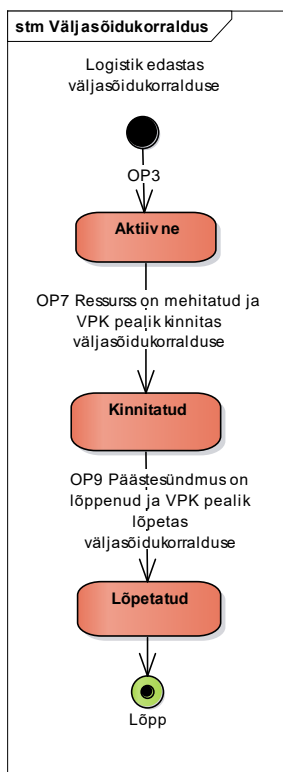 stm Väljasõidukorraldus
Logistik edastas
väljasõidukorralduse
OP3
Aktiivne
OP7 Ressurss on mehitatud ja
VPK pealik kinnitas
väljasõidukorralduse
Kinnitatud
OP9 Päästesündmus on
lõppenud ja VPK pealik
lõpetas
väljasõidukorralduse
Lõpetatud
Lõpp